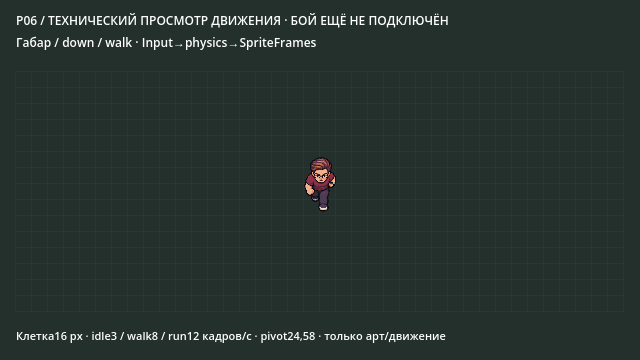 P06 / ТЕХНИЧЕСКИЙ ПРОСМОТР ДВИЖЕНИЯ · БОЙ ЕЩЁ НЕ ПОДКЛЮЧЁН
Габар / down / walk · Input→physics→SpriteFrames
Клетка16 px · idle3 / walk8 / run12 кадров/с · pivot24,58 · только арт/движение